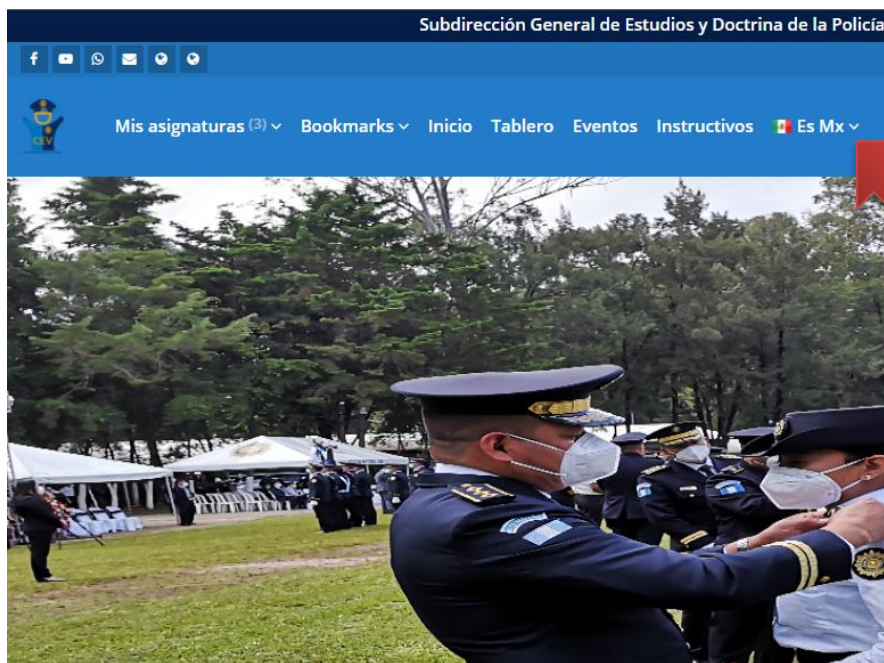 Subdirección General de Estudios y Doctrina de la Policía
CEV
Mis asignaturas (3) Bookmarks Inicio Tablero Eventos Instructivos Es Mx